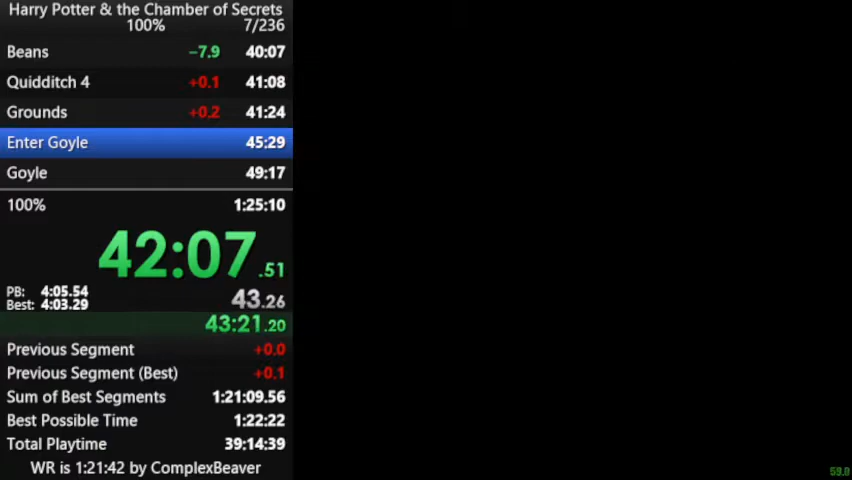 Harry Potter & the Chamber of Secrets
100% 7/236
Beans −7.9 40:07
Quidditch 4 +0.1 41:08
Grounds +0.2 41:24
Enter Goyle 45:29
Goyle 49:17
100% 1:25:10
42:07.51
PB: 4:05.54
Best: 4:03.29
43.26
43:21.20
Previous Segment +0.0
Previous Segment (Best) +0.1
Sum of Best Segments 1:21:09.56
Best Possible Time 1:22:22
Total Playtime 39:14:39
WR is 1:21:42 by ComplexBeaver
59.0